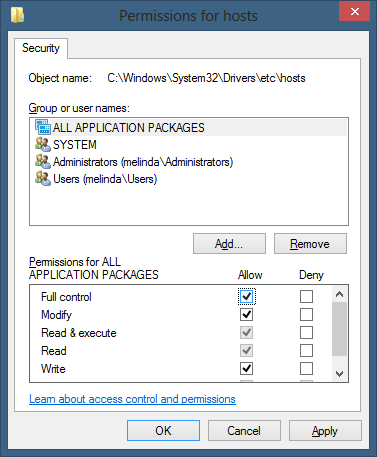 Permissions for hosts
Security
Object name: C:\Windows\System32\Drivers\etc\hosts
Group or user names:
ALL APPLICATION PACKAGES
SYSTEM
Administrators (melinda\Administrators)
Users (melinda\Users)
Add... Remove
Permissions for ALL
APPLICATION PACKAGES Allow Deny
Full control
Modify
Read & execute
Read
Write
Learn about access control and permissions
OK Cancel Apply